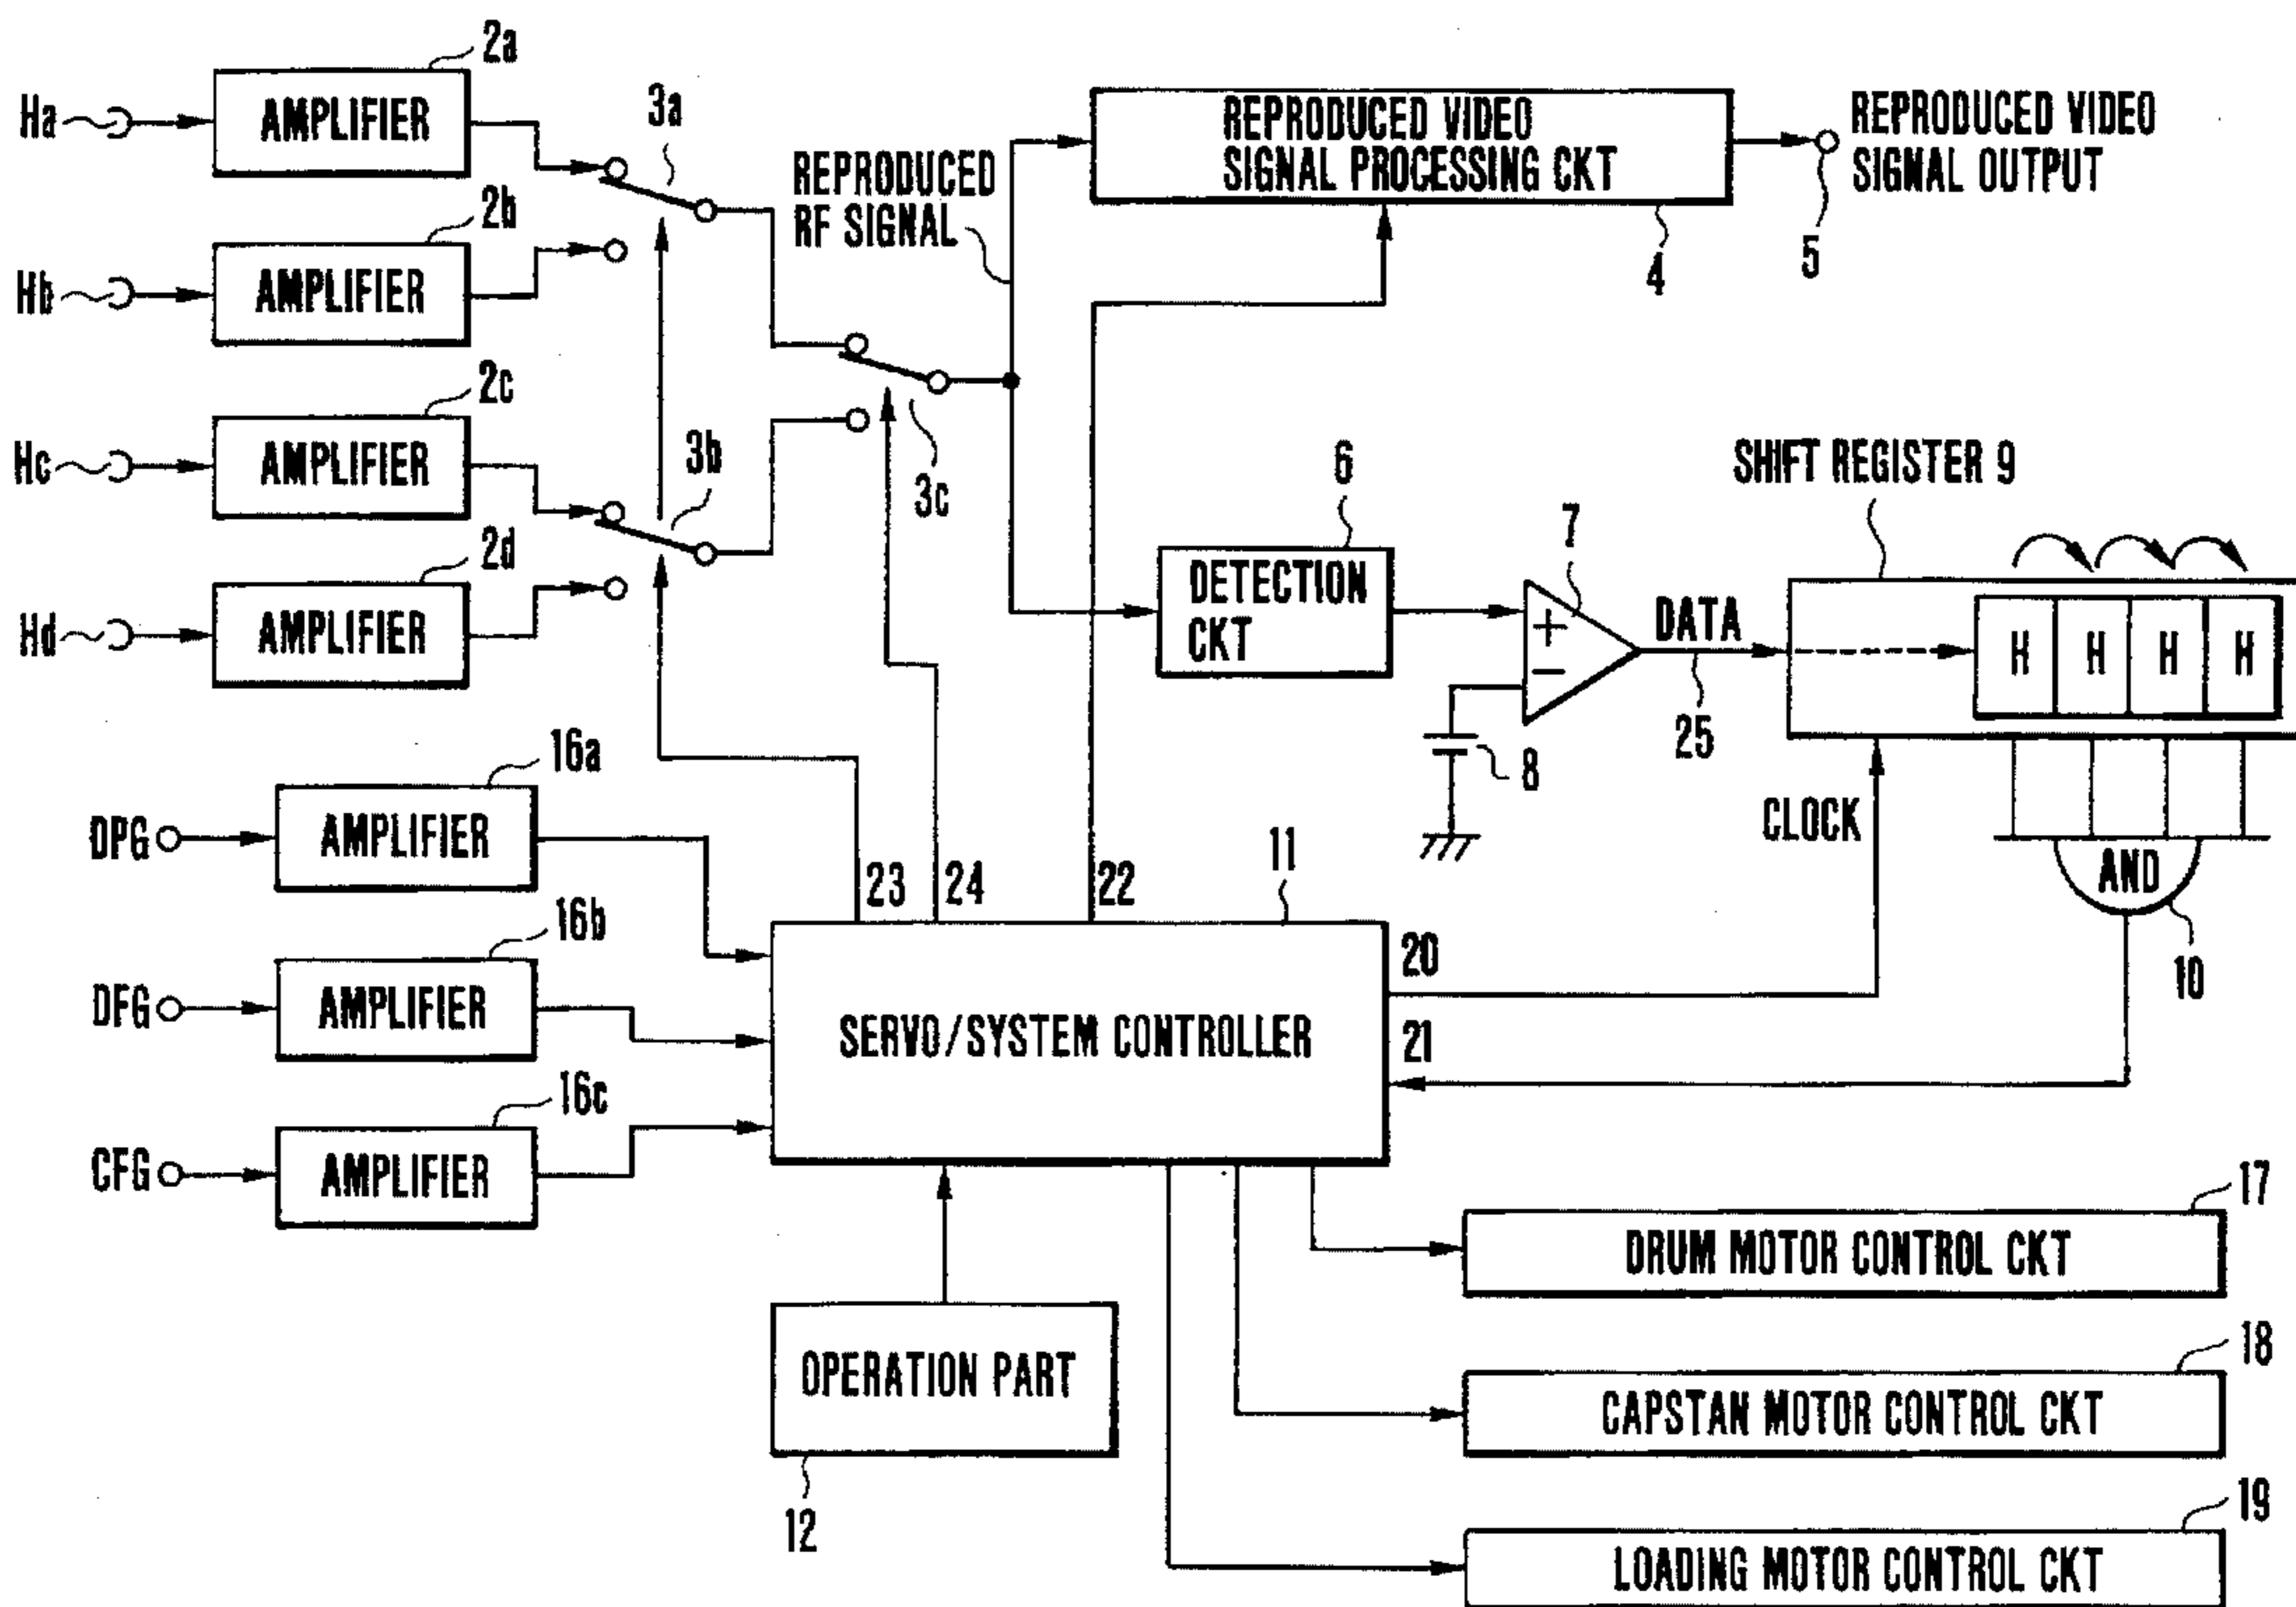 2a
Ha
AMPLIFIER
3a
2b
Hb
AMPLIFIER
2c
Hc
AMPLIFIER
3b
2d
Hd
AMPLIFIER
3c
REPRODUCED
RF SIGNAL
REPRODUCED VIDEO
SIGNAL PROCESSING CKT
4
5
REPRODUCED VIDEO
SIGNAL OUTPUT
6
DETECTION
CKT
7
+
−
8
DATA
25
SHIFT REGISTER 9
H H H H
CLOCK
AND
10
16a
DPG
AMPLIFIER
16b
DFG
AMPLIFIER
16c
CFG
AMPLIFIER
23
24
22
11
20
21
SERVO/SYSTEM CONTROLLER
OPERATION PART
12
17
DRUM MOTOR CONTROL CKT
18
CAPSTAN MOTOR CONTROL CKT
19
LOADING MOTOR CONTROL CKT